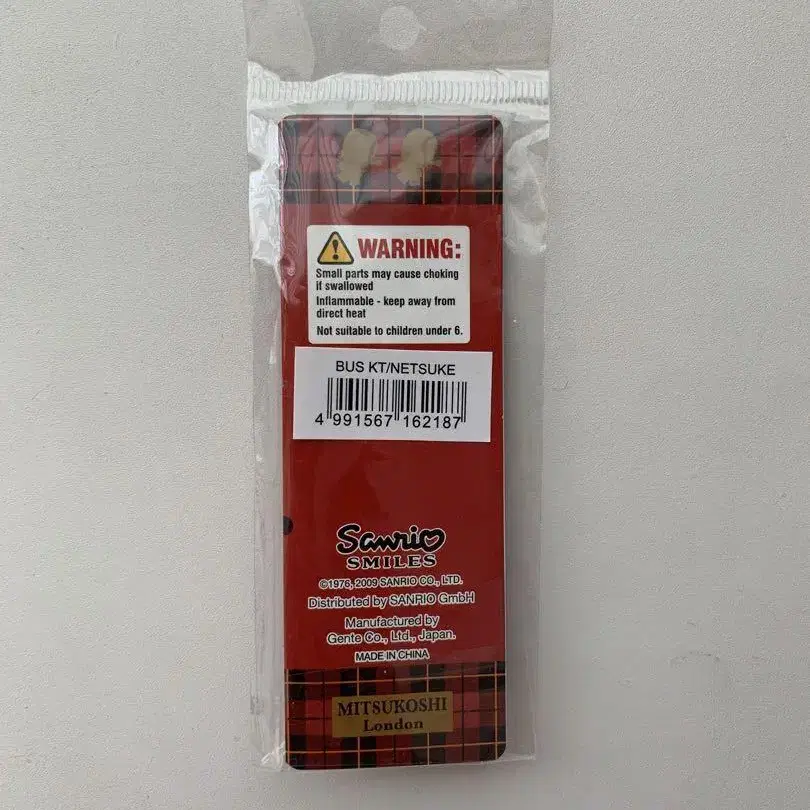 WARNING:
Small parts may cause choking
if swallowed
Inflammable - keep away from
direct heat
Not suitable to children under 6.
BUS KT/NETSUKE
4 991567 162187
Sanrio
SMILES
©1976, 2009 SANRIO CO., LTD.
Distributed by SANRIO GmbH
Manufactured by
Gente Co., Ltd., Japan.
MADE IN CHINA
MITSUKOSHI
London